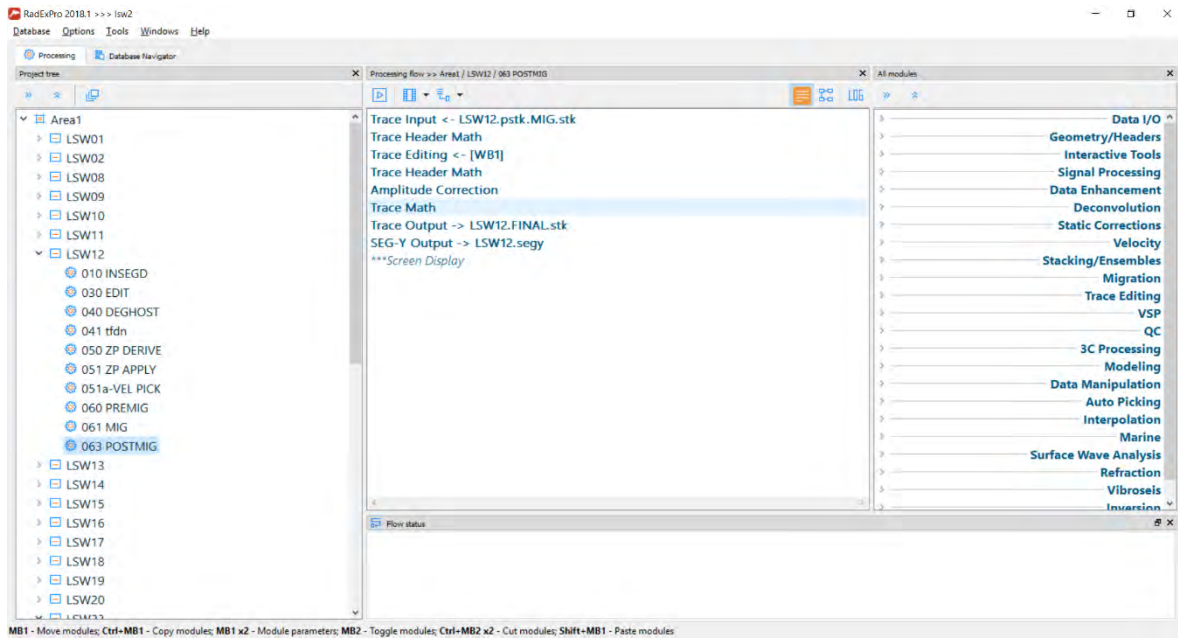 RadExPro 2018.1 >>> lsw2
Database Options Tools Windows Help
Processing Database Navigator
Project tree
Area1
LSW01
LSW02
LSW08
LSW09
LSW10
LSW11
LSW12
010 INSEGD
030 EDIT
040 DEGHOST
041 tfdn
050 ZP DERIVE
051 ZP APPLY
051a-VEL PICK
060 PREMIG
061 MIG
063 POSTMIG
LSW13
LSW14
LSW15
LSW16
LSW17
LSW18
LSW19
LSW20
Processing flow >> Area1 / LSW12 / 063 POSTMIG
LOG
Trace Input <- LSW12.pstk.MIG.stk
Trace Header Math
Trace Editing <- [WB1]
Trace Header Math
Amplitude Correction
Trace Math
Trace Output -> LSW12.FINAL.stk
SEG-Y Output -> LSW12.segy
***Screen Display
Flow status
All modules
Data I/O
Geometry/Headers
Interactive Tools
Signal Processing
Data Enhancement
Deconvolution
Static Corrections
Velocity
Stacking/Ensembles
Migration
Trace Editing
VSP
QC
3C Processing
Modeling
Data Manipulation
Auto Picking
Interpolation
Marine
Surface Wave Analysis
Refraction
Vibroseis
Inversion
MB1 - Move modules; Ctrl+MB1 - Copy modules; MB1 x2 - Module parameters; MB2 - Toggle modules; Ctrl+MB2 x2 - Cut modules; Shift+MB1 - Paste modules